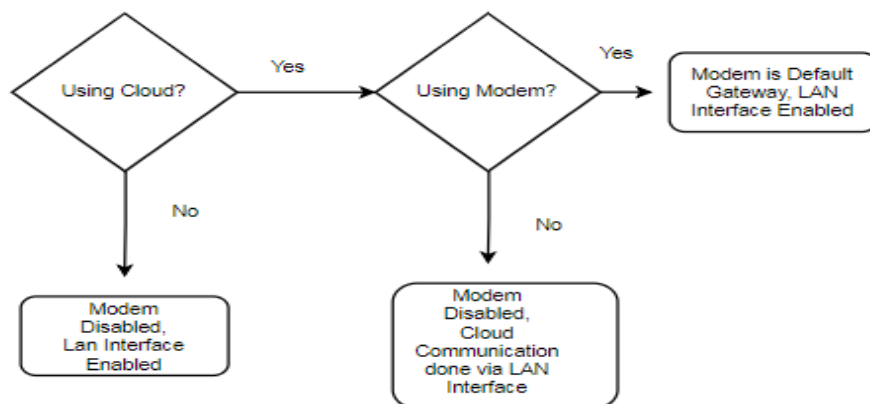 Using Cloud?
Yes
Using Modem?
Yes
Modem is Default
Gateway, LAN
Interface Enabled
No
No
Modem
Disabled,
Lan Interface
Enabled
Modem
Disabled,
Cloud
Communication
done via LAN
Interface